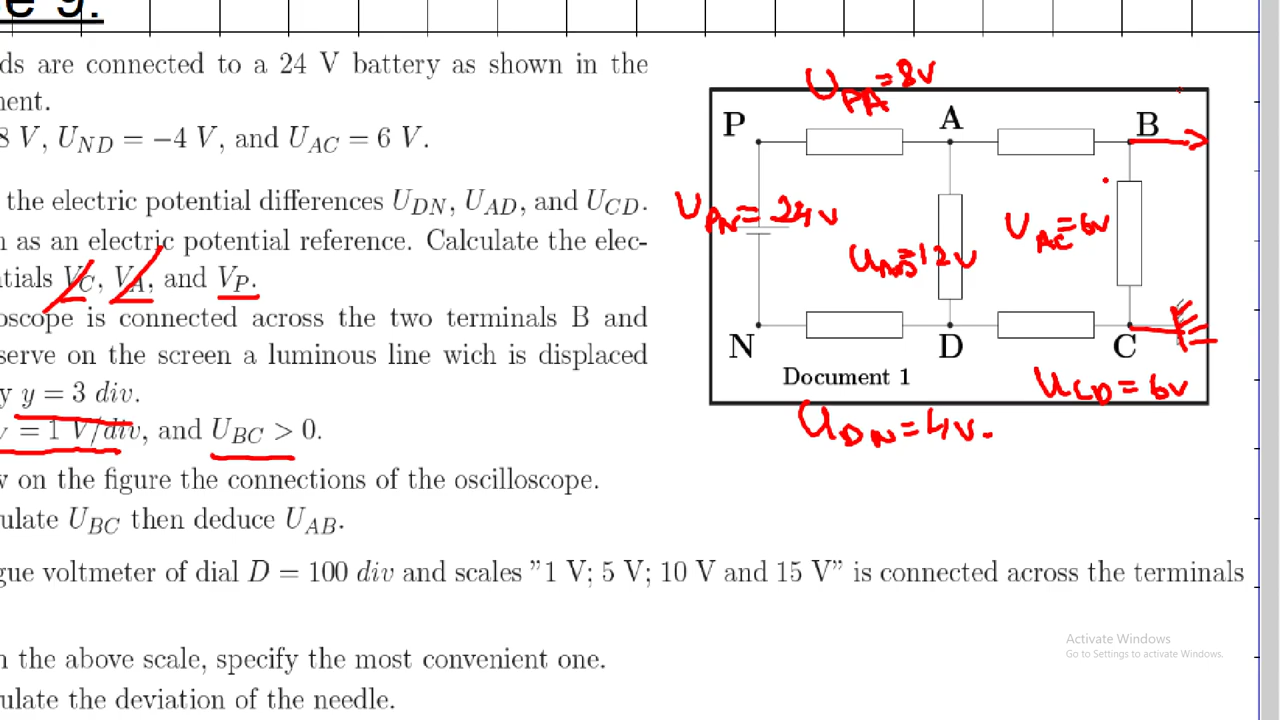 e 9.
ds are connected to a 24 V battery as shown in the
nent.
8 V, U_ND = −4 V, and U_AC = 6 V.
the electric potential differences U_DN, U_AD, and U_CD.
n as an electric potential reference. Calculate the elec-
ntials V_C, V_A, and V_P.
oscope is connected across the two terminals B and
serve on the screen a luminous line wich is displaced
y y = 3 div.
= 1 V/div, and U_BC > 0.
w on the figure the connections of the oscilloscope.
ulate U_BC then deduce U_AB.
gue voltmeter of dial D = 100 div and scales "1 V; 5 V; 10 V and 15 V" is connected across the terminals
n the above scale, specify the most convenient one.
ulate the deviation of the needle.
U_PA = 8V
P A B
U_PN = 24V
U_AD = 12V
U_AC = 6V
N D C
Document 1
U_CD = 6V
U_DN = 4V.
Activate Windows
Go to Settings to activate Windows.